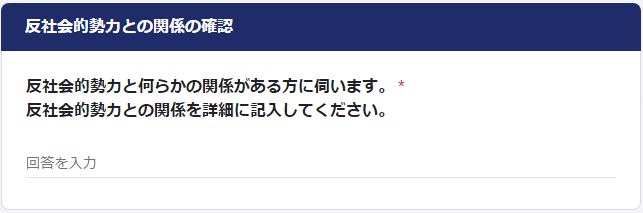 反社会的勢力との関係の確認
反社会的勢力と何らかの関係がある方に伺います。 *
反社会的勢力との関係を詳細に記入してください。
回答を入力